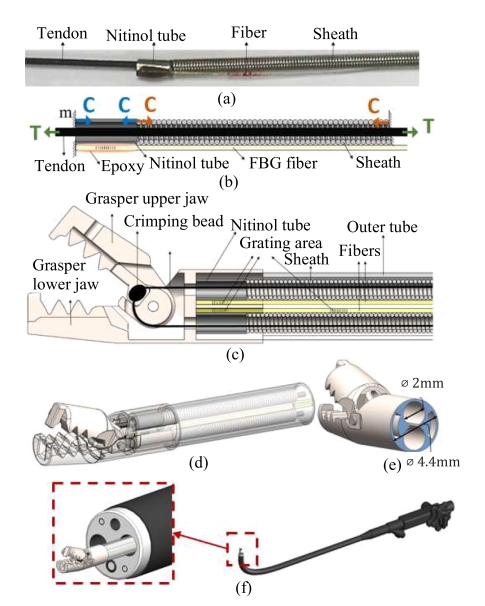 Tendon Nitinol tube Fiber Sheath
(a)
m C C C C
T T
Tendon Epoxy Nitinol tube FBG fiber Sheath
(b)
Grasper upper jaw
Crimping bead Nitinol tube Outer tube
Grating area
Grasper Sheath Fibers
lower jaw
(c)
⌀ 2mm
⌀ 4.4mm
(d) (e)
(f)